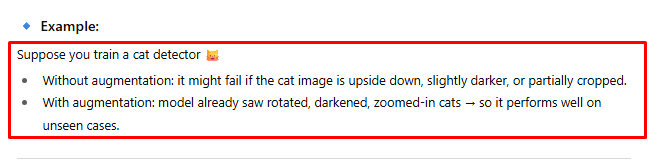 Example:
Suppose you train a cat detector 🐱
Without augmentation: it might fail if the cat image is upside down, slightly darker, or partially cropped.
With augmentation: model already saw rotated, darkened, zoomed-in cats → so it performs well on
unseen cases.